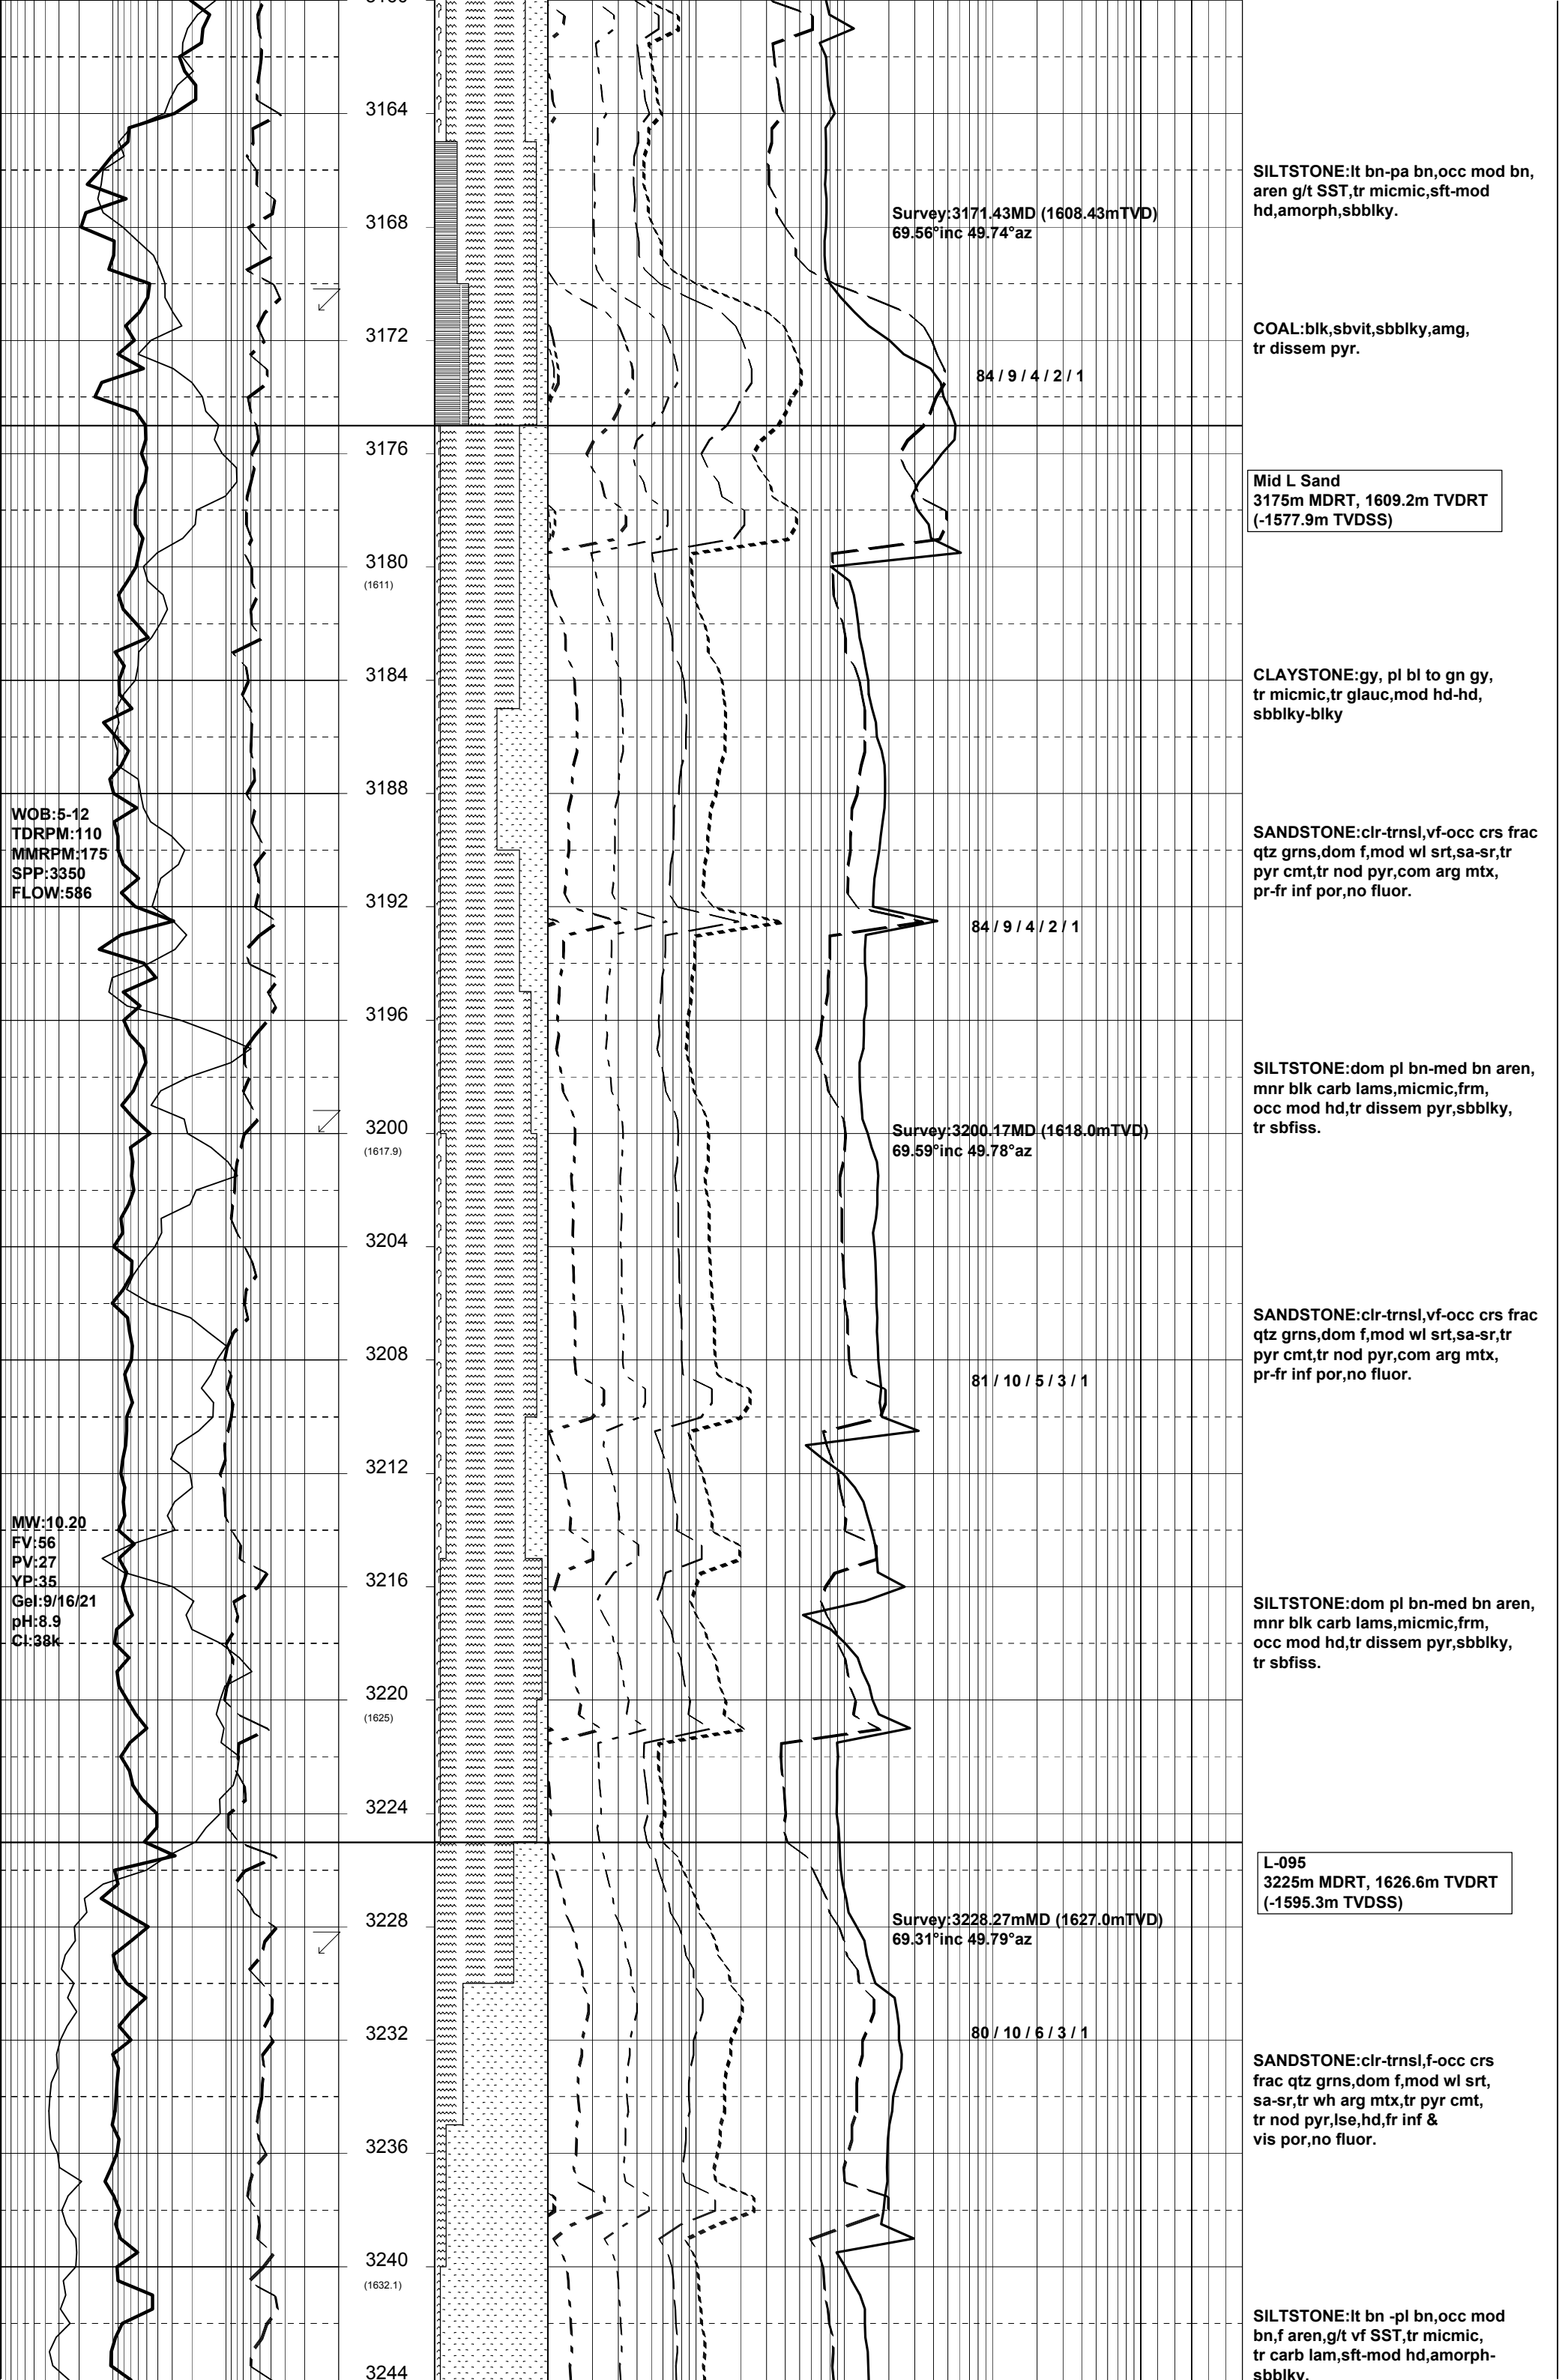 3164
SILTSTONE:lt bn-pa bn,occ mod bn,
aren g/t SST,tr micmic,sft-mod
hd,amorph,sbblky.
Survey:3171.43MD (1608.43mTVD)
69.56°inc 49.74°az
3168
COAL:blk,sbvit,sbblky,amg,
tr dissem pyr.
3172
84 / 9 / 4 / 2 / 1
3176
Mid L Sand
3175m MDRT, 1609.2m TVDRT
(-1577.9m TVDSS)
3180
(1611)
CLAYSTONE:gy, pl bl to gn gy,
tr micmic,tr glauc,mod hd-hd,
sbblky-blky
3184
3188
WOB:5-12
TDRPM:110
MMRPM:175
SPP:3350
FLOW:586
SANDSTONE:clr-trnsl,vf-occ crs frac
qtz grns,dom f,mod wl srt,sa-sr,tr
pyr cmt,tr nod pyr,com arg mtx,
pr-fr inf por,no fluor.
3192
84 / 9 / 4 / 2 / 1
3196
SILTSTONE:dom pl bn-med bn aren,
mnr blk carb lams,micmic,frm,
occ mod hd,tr dissem pyr,sbblky,
tr sbfiss.
3200
(1617.9)
Survey:3200.17MD (1618.0mTVD)
69.59°inc 49.78°az
3204
SANDSTONE:clr-trnsl,vf-occ crs frac
qtz grns,dom f,mod wl srt,sa-sr,tr
pyr cmt,tr nod pyr,com arg mtx,
pr-fr inf por,no fluor.
3208
81 / 10 / 5 / 3 / 1
3212
MW:10.20
FV:56
PV:27
YP:35
Gel:9/16/21
pH:8.9
Cl:38k
3216
SILTSTONE:dom pl bn-med bn aren,
mnr blk carb lams,micmic,frm,
occ mod hd,tr dissem pyr,sbblky,
tr sbfiss.
3220
(1625)
3224
L-095
3225m MDRT, 1626.6m TVDRT
(-1595.3m TVDSS)
3228
Survey:3228.27mMD (1627.0mTVD)
69.31°inc 49.79°az
3232
80 / 10 / 6 / 3 / 1
SANDSTONE:clr-trnsl,f-occ crs
frac qtz grns,dom f,mod wl srt,
sa-sr,tr wh arg mtx,tr pyr cmt,
tr nod pyr,lse,hd,fr inf &
vis por,no fluor.
3236
3240
(1632.1)
SILTSTONE:lt bn -pl bn,occ mod
bn,f aren,g/t vf SST,tr micmic,
tr carb lam,sft-mod hd,amorph-
sbblky.
3244